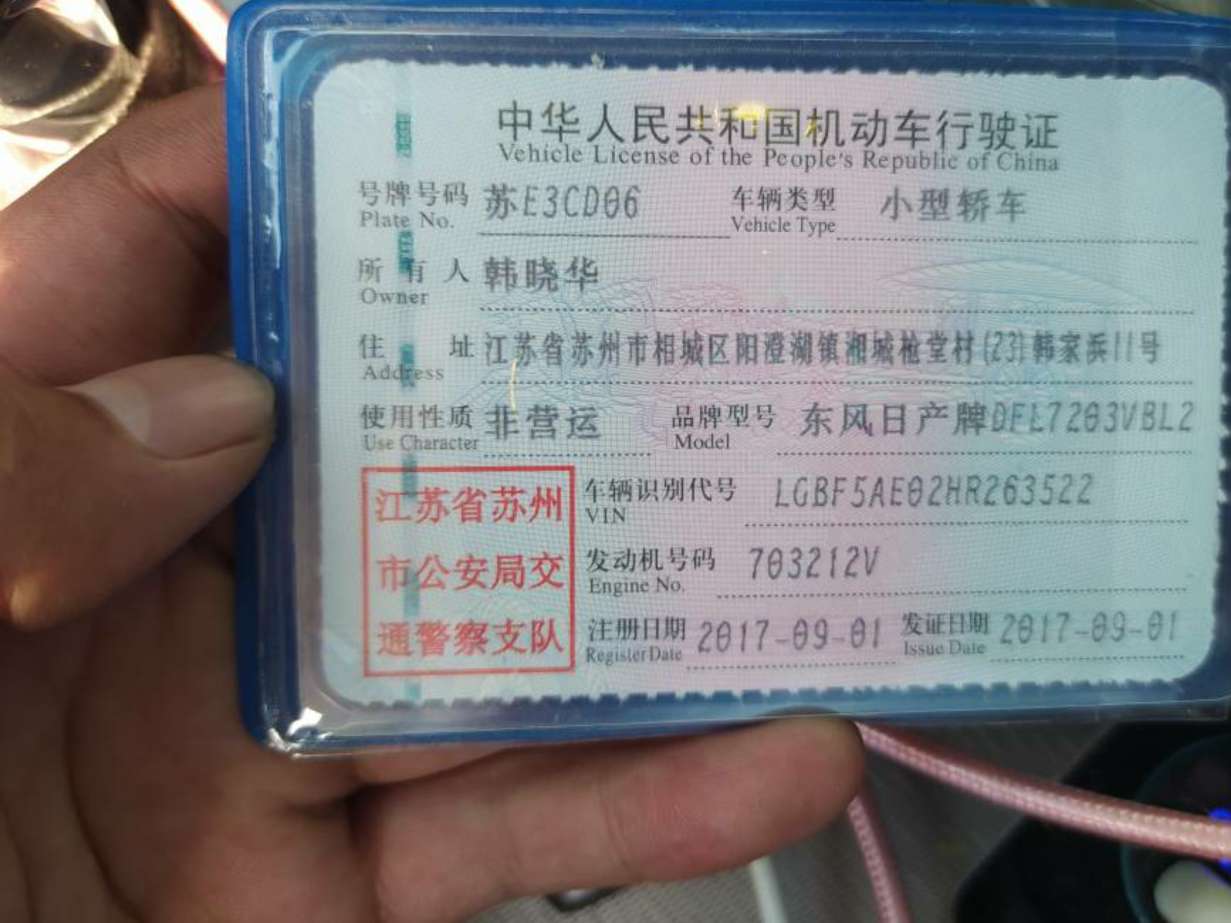 中华人民共和国机动车行驶证
Vehicle License of the People's Republic of China
号牌号码 苏E3CD06 车辆类型 小型轿车
Plate No. Vehicle Type
所有人 韩晓华
Owner
住址 江苏省苏州市相城区阳澄湖镇湘城枪堂村(23)韩家浜11号
Address
使用性质 非营运 品牌型号 东风日产牌DFL7203VBL2
Use Character Model
江苏省苏州 车辆识别代号 LGBF5AE02HR263522
VIN
市公安局交 发动机号码 703212V
Engine No.
通警察支队 注册日期 2017-09-01 发证日期 2017-09-01
Register Date Issue Date